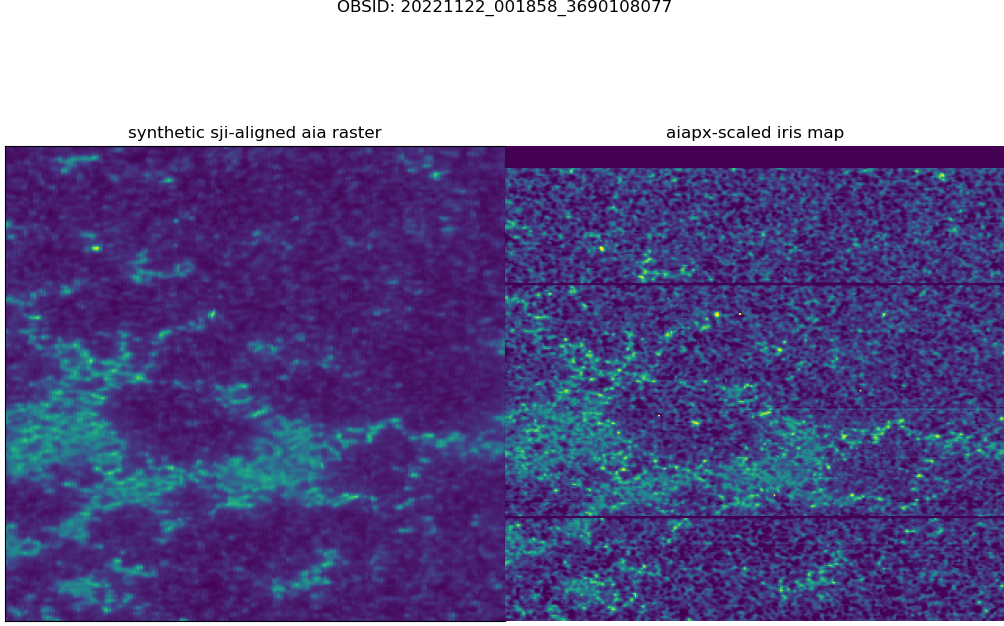 OBSID: 20221122_001858_3690108077
synthetic sji-aligned aia raster
aiapx-scaled iris map